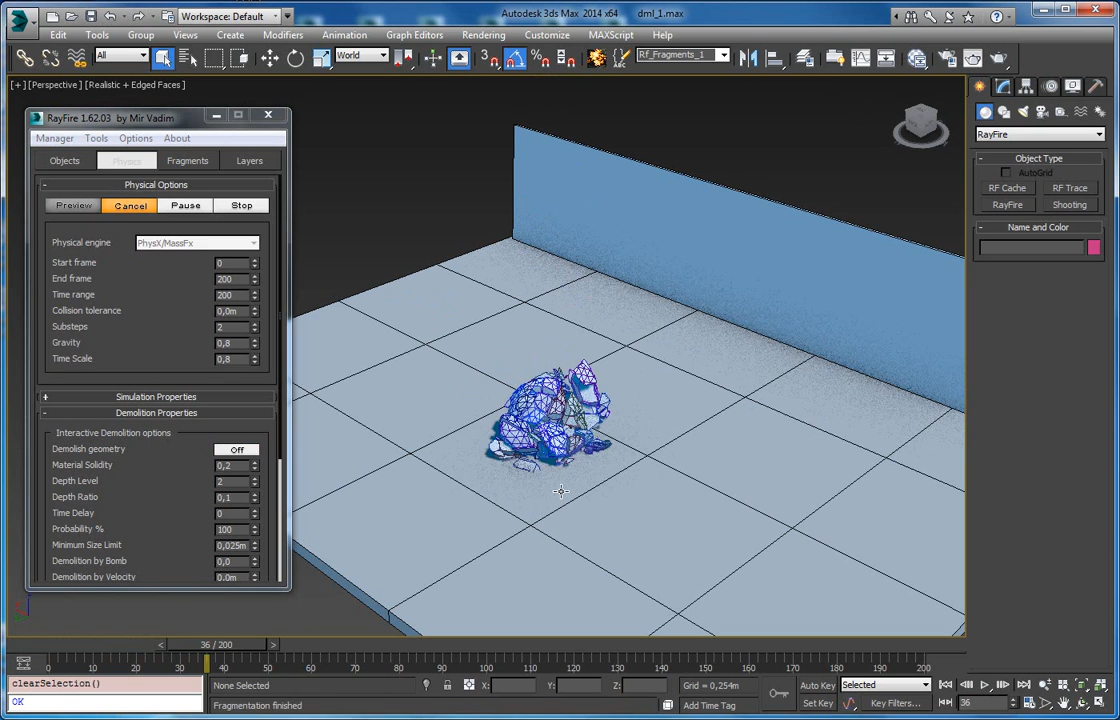 Workspace: Default
Autodesk 3ds Max 2014 x64 dml_1.max
Edit Tools Group Views Create Modifiers Animation Graph Editors Rendering Customize MAXScript Help
All World Rf_Fragments_1
[+] [Perspective] [Realistic + Edged Faces]
RayFire 1.62.03 by Mir Vadim
Manager Tools Options About
Objects Physics Fragments Layers
- Physical Options
Preview Cancel Pause Stop
Physical engine PhysX/MassFx
Start frame 0
End frame 200
Time range 200
Collision tolerance 0,0m
Substeps 2
Gravity 0,8
Time Scale 0,8
+ Simulation Properties
- Demolition Properties
Interactive Demolition options
Demolish geometry Off
Material Solidity 0,2
Depth Level 2
Depth Ratio 0,1
Time Delay 0
Probability % 100
Minimum Size Limit 0,025m
Demolition by Bomb 0,0
Demolition by Velocity 0,0m
RayFire
- Object Type
AutoGrid
RF Cache RF Trace
RayFire Shooting
- Name and Color
< 36 / 200 >
0 10 20 30 40 50 60 70 80 90 100 110 120 130 140 150 160 170 180 190 200
clearSelection()
OK
None Selected X: Y: Z: Grid = 0,254m
Fragmentation finished Add Time Tag
Auto Key Selected
Set Key Key Filters... 36